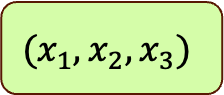 (x₁, x₂, x₃)